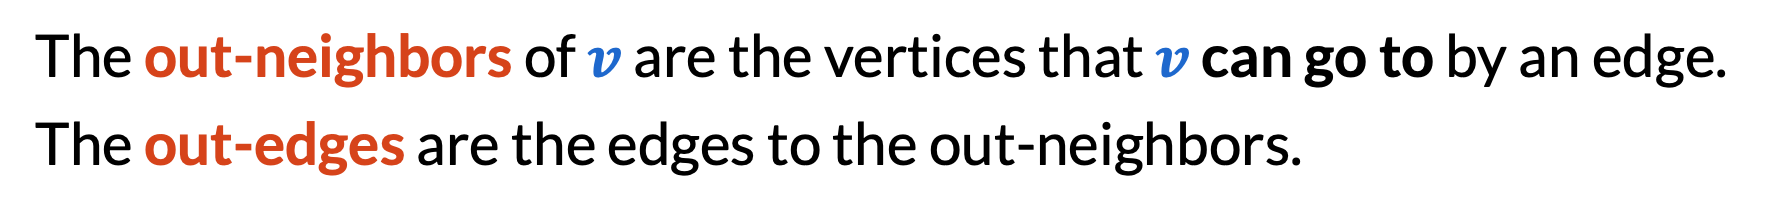 The out-neighbors of v are the vertices that v can go to by an edge.
The out-edges are the edges to the out-neighbors.